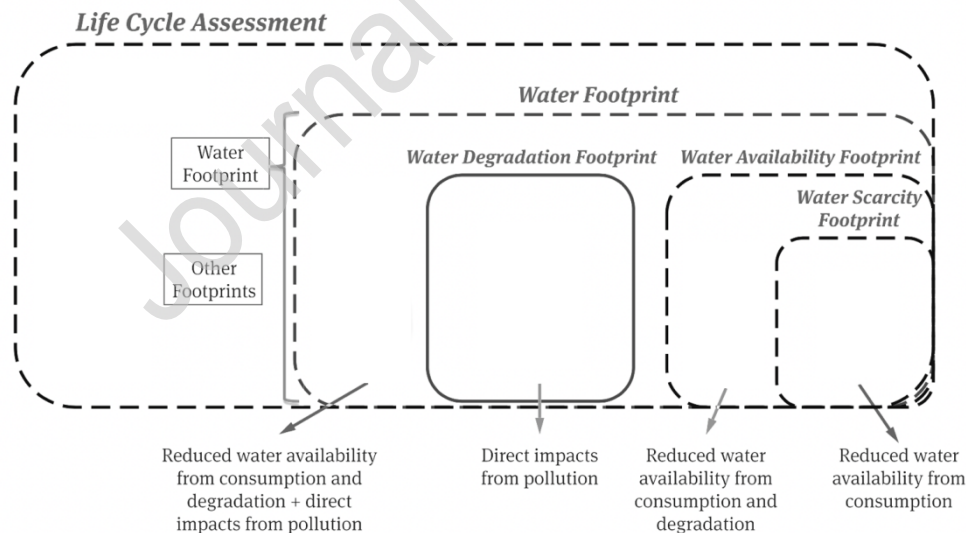 Life Cycle Assessment
Journal
Water Footprint
Water
Footprint
Water Degradation Footprint
Water Availability Footprint
Water Scarcity
Footprint
Other
Footprints
Reduced water availability
from consumption and
degradation + direct
impacts from pollution
Direct impacts
from pollution
Reduced water
availability from
consumption and
degradation
Reduced water
availability from
consumption